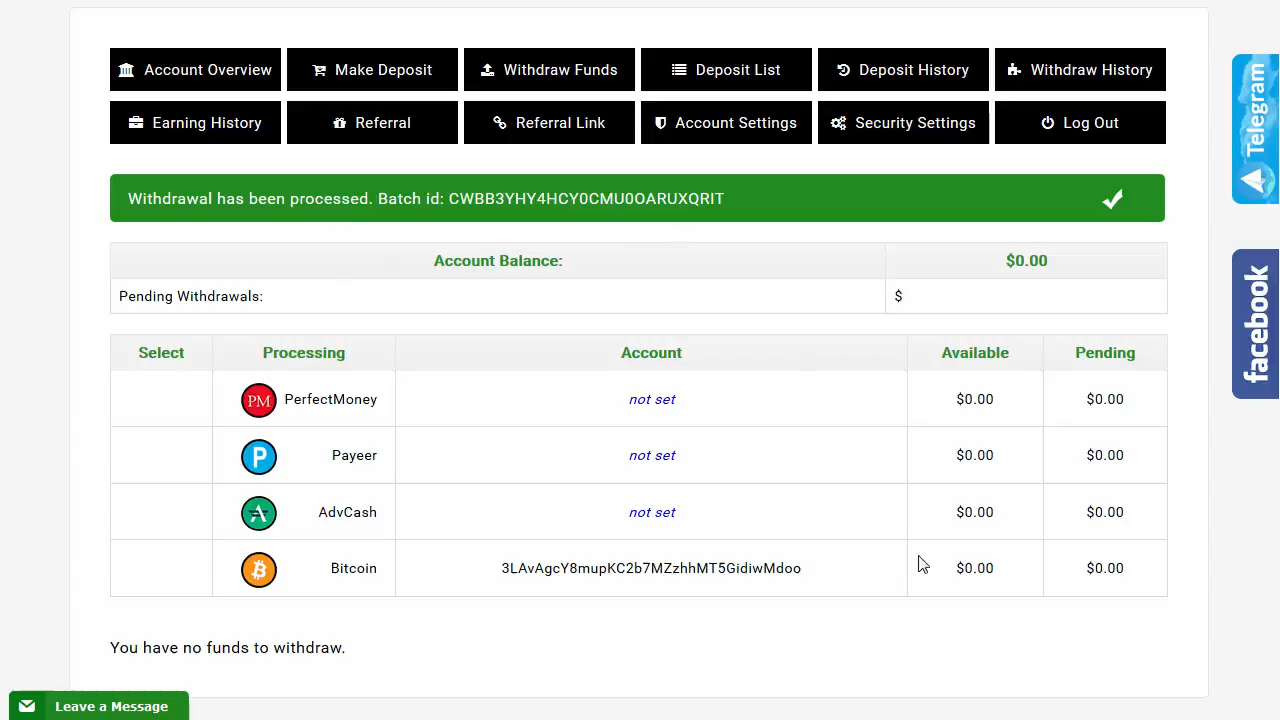 Account Overview
Make Deposit
Withdraw Funds
Deposit List
Deposit History
Withdraw History
Earning History
Referral
Referral Link
Account Settings
Security Settings
Log Out
Telegram
Withdrawal has been processed. Batch id: CWBB3YHY4HCY0CMU0OARUXQRIT
Account Balance: $0.00
Pending Withdrawals: $
facebook
Select Processing Account Available Pending
PM PerfectMoney not set $0.00 $0.00
P Payeer not set $0.00 $0.00
AdvCash not set $0.00 $0.00
Bitcoin 3LAvAgcY8mupKC2b7MZzhhMT5GidiwMdoo $0.00 $0.00
You have no funds to withdraw.
Leave a Message